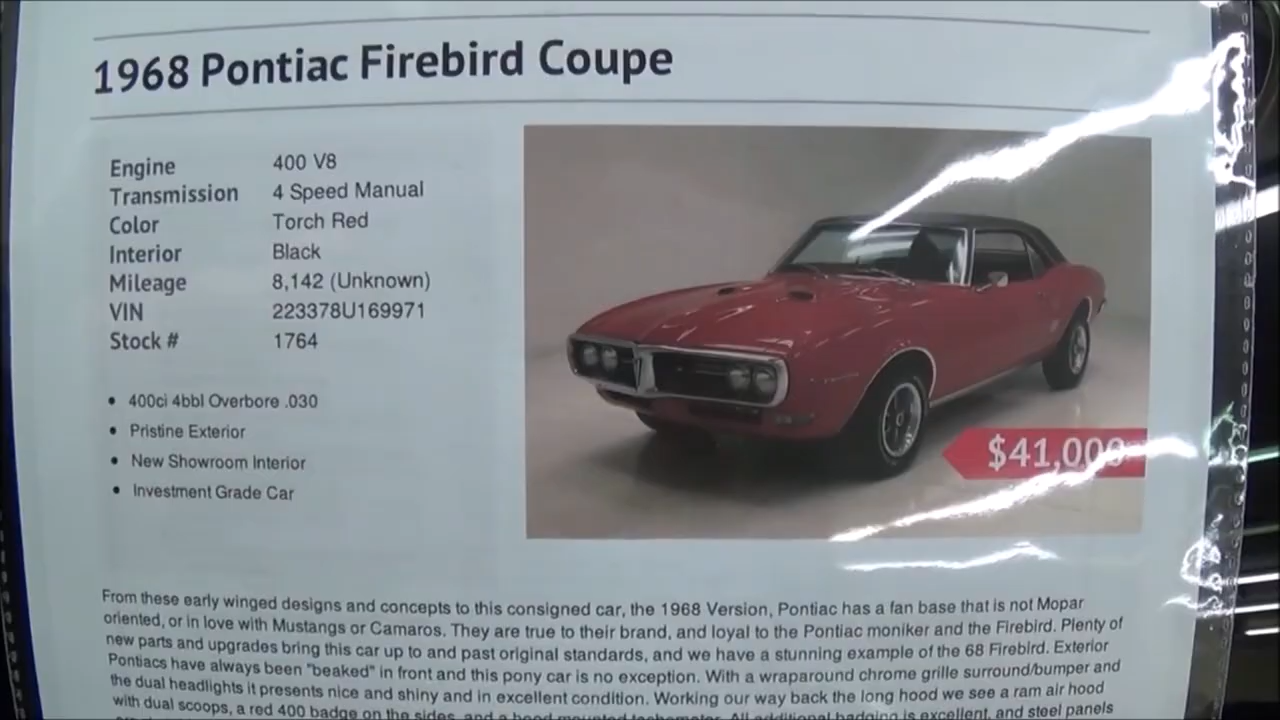 1968 Pontiac Firebird Coupe
Engine 400 V8
Transmission 4 Speed Manual
Color Torch Red
Interior Black
Mileage 8,142 (Unknown)
VIN 223378U169971
Stock # 1764
• 400ci 4bbl Overbore .030
• Pristine Exterior
• New Showroom Interior
• Investment Grade Car
$41,000
From these early winged designs and concepts to this consigned car, the 1968 Version, Pontiac has a fan base that is not Mopar
oriented, or in love with Mustangs or Camaros. They are true to their brand, and loyal to the Pontiac moniker and the Firebird. Plenty of
new parts and upgrades bring this car up to and past original standards, and we have a stunning example of the 68 Firebird. Exterior
Pontiacs have always been "beaked" in front and this pony car is no exception. With a wraparound chrome grille surround/bumper and
the dual headlights it presents nice and shiny and in excellent condition. Working our way back the long hood we see a ram air hood
with dual scoops, a red 400 badge on the sides, and a hood mounted tachometer. All additional badging is excellent, and steel panels